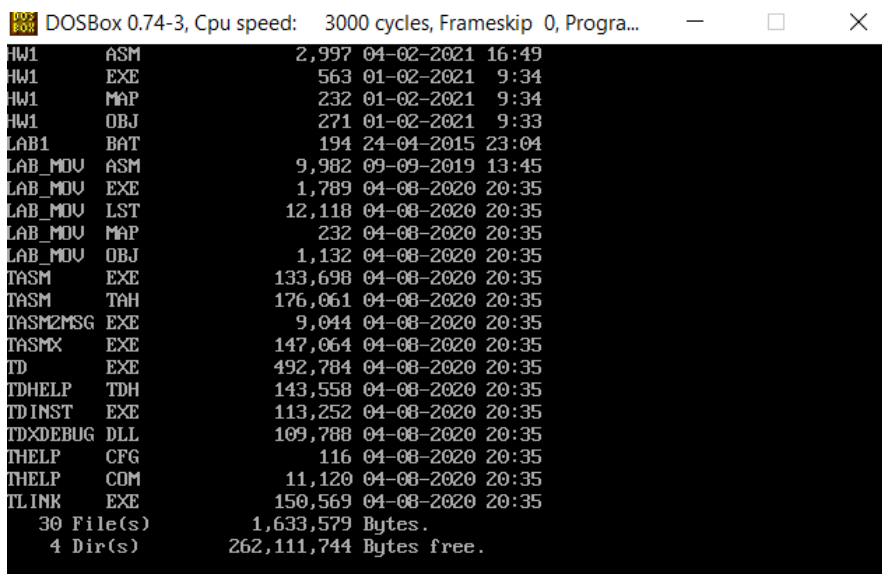 DOSBox 0.74-3, Cpu speed:    3000 cycles, Frameskip  0, Progra...
HW1      ASM             2,997 04-02-2021 16:49
HW1      EXE               563 01-02-2021  9:34
HW1      MAP               232 01-02-2021  9:34
HW1      OBJ               271 01-02-2021  9:33
LAB1     BAT               194 24-04-2015 23:04
LAB_MOV  ASM             9,982 09-09-2019 13:45
LAB_MOV  EXE             1,789 04-08-2020 20:35
LAB_MOV  LST            12,118 04-08-2020 20:35
LAB_MOV  MAP               232 04-08-2020 20:35
LAB_MOV  OBJ             1,132 04-08-2020 20:35
TASM     EXE           133,698 04-08-2020 20:35
TASM     TAH           176,061 04-08-2020 20:35
TASM2MSG EXE             9,044 04-08-2020 20:35
TASMX    EXE           147,064 04-08-2020 20:35
TD       EXE           492,784 04-08-2020 20:35
TDHELP   TDH           143,558 04-08-2020 20:35
TDINST   EXE           113,252 04-08-2020 20:35
TDXDEBUG DLL           109,788 04-08-2020 20:35
THELP    CFG               116 04-08-2020 20:35
THELP    COM            11,120 04-08-2020 20:35
TLINK    EXE           150,569 04-08-2020 20:35
   30 File(s)        1,633,579 Bytes.
    4 Dir(s)       262,111,744 Bytes free.